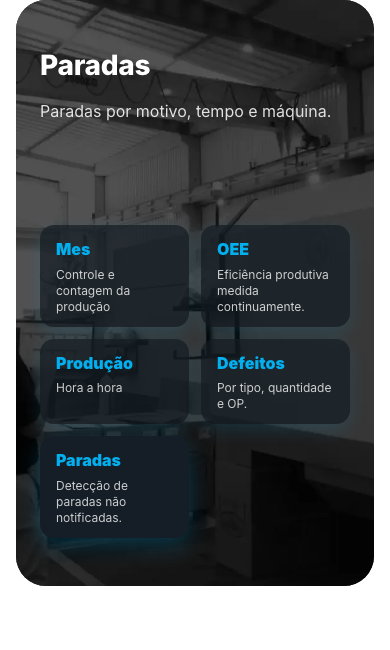 Paradas
Paradas por motivo, tempo e máquina.
Mes
Controle e
contagem da
produção
OEE
Eficiência produtiva
medida
continuamente.
Produção
Hora a hora
Defeitos
Por tipo, quantidade
e OP.
Paradas
Detecção de
paradas não
notificadas.